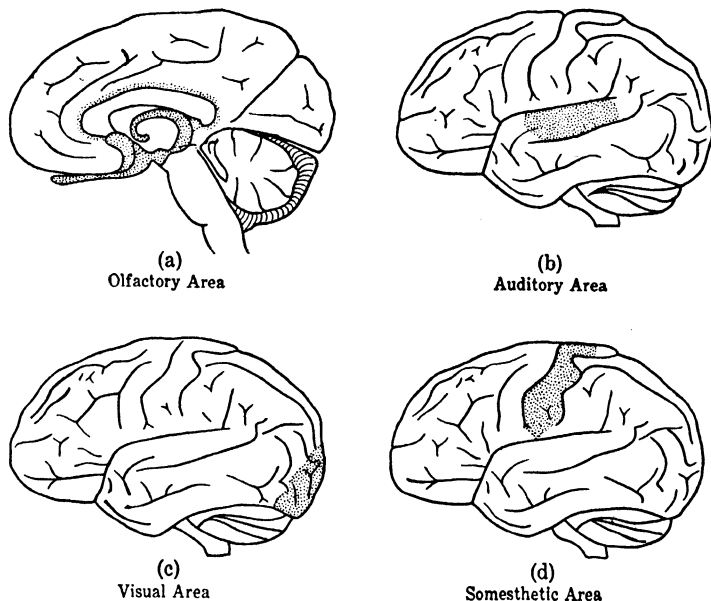 (a)
Olfactory Area
(b)
Auditory Area
(c)
Visual Area
(d)
Somesthetic Area